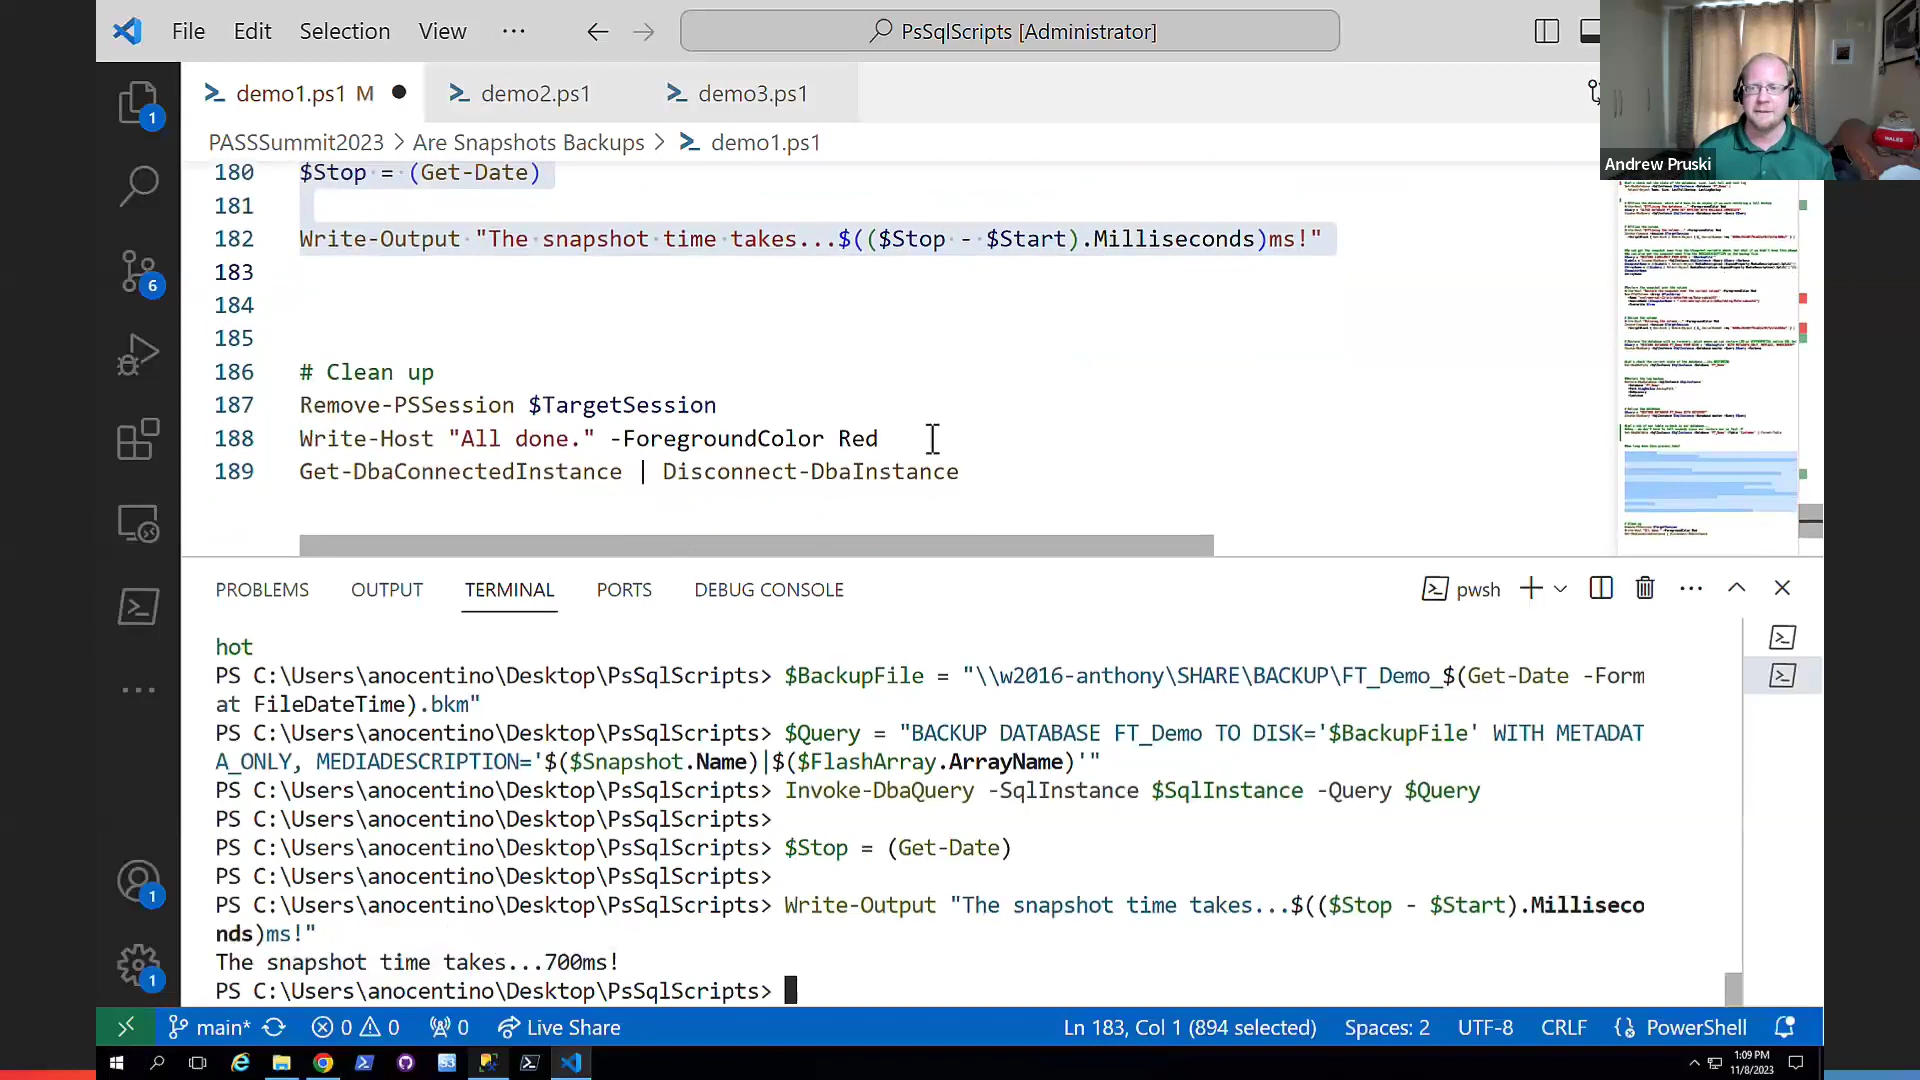 File Edit Selection View ... PsSqlScripts [Administrator]
demo1.ps1 M demo2.ps1 demo3.ps1
PASSSummit2023 > Are Snapshots Backups > demo1.ps1
Andrew Pruski
180 $Stop = (Get-Date)
181
182 Write-Output "The snapshot time takes...$(($Stop - $Start).Milliseconds)ms!"
183
184
185
186 # Clean up
187 Remove-PSSession $TargetSession
188 Write-Host "All done." -ForegroundColor Red
189 Get-DbaConnectedInstance | Disconnect-DbaInstance
PROBLEMS OUTPUT TERMINAL PORTS DEBUG CONSOLE pwsh
hot
PS C:\Users\anocentino\Desktop\PsSqlScripts> $BackupFile = "\\w2016-anthony\SHARE\BACKUP\FT_Demo_$(Get-Date -Form
at FileDateTime).bkm"
PS C:\Users\anocentino\Desktop\PsSqlScripts> $Query = "BACKUP DATABASE FT_Demo TO DISK='$BackupFile' WITH METADAT
A_ONLY, MEDIADESCRIPTION='$($Snapshot.Name)|$($FlashArray.ArrayName)'"
PS C:\Users\anocentino\Desktop\PsSqlScripts> Invoke-DbaQuery -SqlInstance $SqlInstance -Query $Query
PS C:\Users\anocentino\Desktop\PsSqlScripts>
PS C:\Users\anocentino\Desktop\PsSqlScripts> $Stop = (Get-Date)
PS C:\Users\anocentino\Desktop\PsSqlScripts>
PS C:\Users\anocentino\Desktop\PsSqlScripts> Write-Output "The snapshot time takes...$(($Stop - $Start).Milliseco
nds)ms!"
The snapshot time takes...700ms!
PS C:\Users\anocentino\Desktop\PsSqlScripts>
1
6
1
1
main* 0 0 0 Live Share Ln 183, Col 1 (894 selected) Spaces: 2 UTF-8 CRLF PowerShell
1:09 PM
11/8/2023
WALES